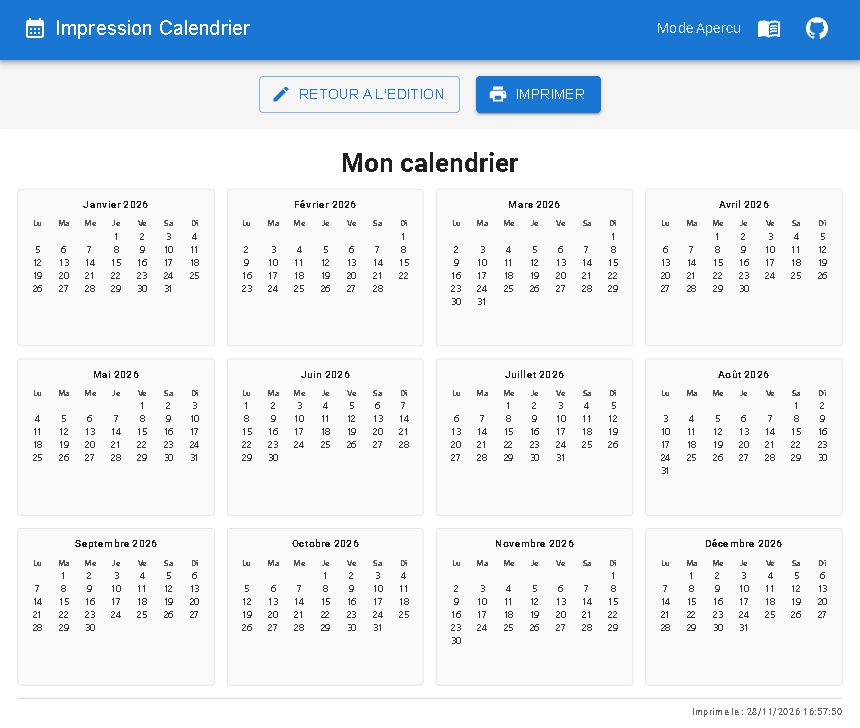 Impression Calendrier
Mode Apercu
RETOUR A L'EDITION
IMPRIMER
Mon calendrier
Janvier 2026
Lu Ma Me Je Ve Sa Di
1 2 3 4
5 6 7 8 9 10 11
12 13 14 15 16 17 18
19 20 21 22 23 24 25
26 27 28 29 30 31
Février 2026
Lu Ma Me Je Ve Sa Di
1
2 3 4 5 6 7 8
9 10 11 12 13 14 15
16 17 18 19 20 21 22
23 24 25 26 27 28
Mars 2026
Lu Ma Me Je Ve Sa Di
1
2 3 4 5 6 7 8
9 10 11 12 13 14 15
16 17 18 19 20 21 22
23 24 25 26 27 28 29
30 31
Avril 2026
Lu Ma Me Je Ve Sa Di
1 2 3 4 5
6 7 8 9 10 11 12
13 14 15 16 17 18 19
20 21 22 23 24 25 26
27 28 29 30
Mai 2026
Lu Ma Me Je Ve Sa Di
1 2 3
4 5 6 7 8 9 10
11 12 13 14 15 16 17
18 19 20 21 22 23 24
25 26 27 28 29 30 31
Juin 2026
Lu Ma Me Je Ve Sa Di
1 2 3 4 5 6 7
8 9 10 11 12 13 14
15 16 17 18 19 20 21
22 23 24 25 26 27 28
29 30
Juillet 2026
Lu Ma Me Je Ve Sa Di
1 2 3 4 5
6 7 8 9 10 11 12
13 14 15 16 17 18 19
20 21 22 23 24 25 26
27 28 29 30 31
Août 2026
Lu Ma Me Je Ve Sa Di
1 2
3 4 5 6 7 8 9
10 11 12 13 14 15 16
17 18 19 20 21 22 23
24 25 26 27 28 29 30
31
Septembre 2026
Lu Ma Me Je Ve Sa Di
1 2 3 4 5 6
7 8 9 10 11 12 13
14 15 16 17 18 19 20
21 22 23 24 25 26 27
28 29 30
Octobre 2026
Lu Ma Me Je Ve Sa Di
1 2 3 4
5 6 7 8 9 10 11
12 13 14 15 16 17 18
19 20 21 22 23 24 25
26 27 28 29 30 31
Novembre 2026
Lu Ma Me Je Ve Sa Di
1
2 3 4 5 6 7 8
9 10 11 12 13 14 15
16 17 18 19 20 21 22
23 24 25 26 27 28 29
30
Décembre 2026
Lu Ma Me Je Ve Sa Di
1 2 3 4 5 6
7 8 9 10 11 12 13
14 15 16 17 18 19 20
21 22 23 24 25 26 27
28 29 30 31
Imprime le : 28/11/2026 16:57:50